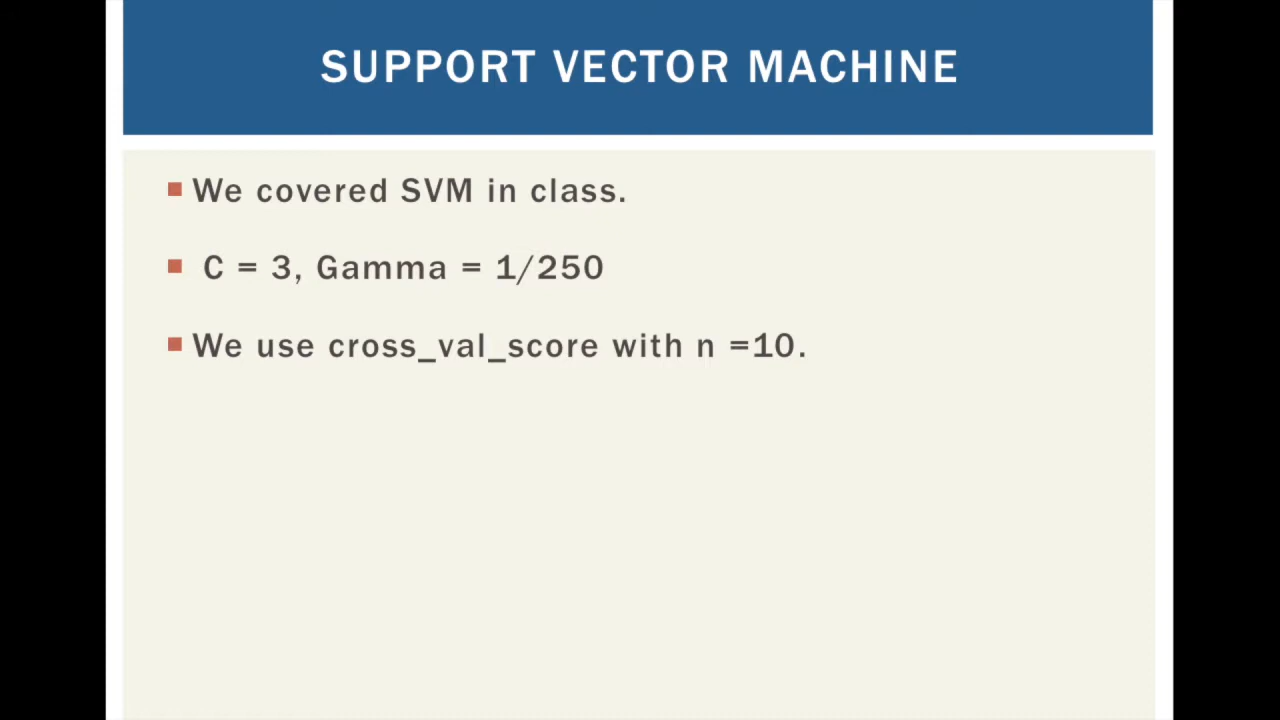 SUPPORT VECTOR MACHINE
We covered SVM in class.
C = 3, Gamma = 1/250
We use cross_val_score with n =10.